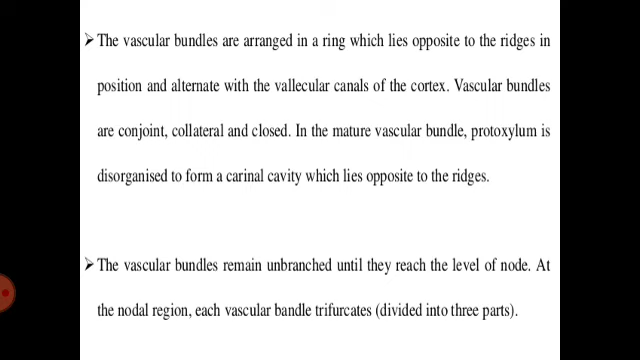 ➢ The vascular bundles are arranged in a ring which lies opposite to the ridges in
position and alternate with the vallecular canals of the cortex. Vascular bundles
are conjoint, collateral and closed. In the mature vascular bundle, protoxylum is
disorganised to form a carinal cavity which lies opposite to the ridges.
➢ The vascular bundles remain unbranched until they reach the level of node. At
the nodal region, each vascular bandle trifurcates (divided into three parts).